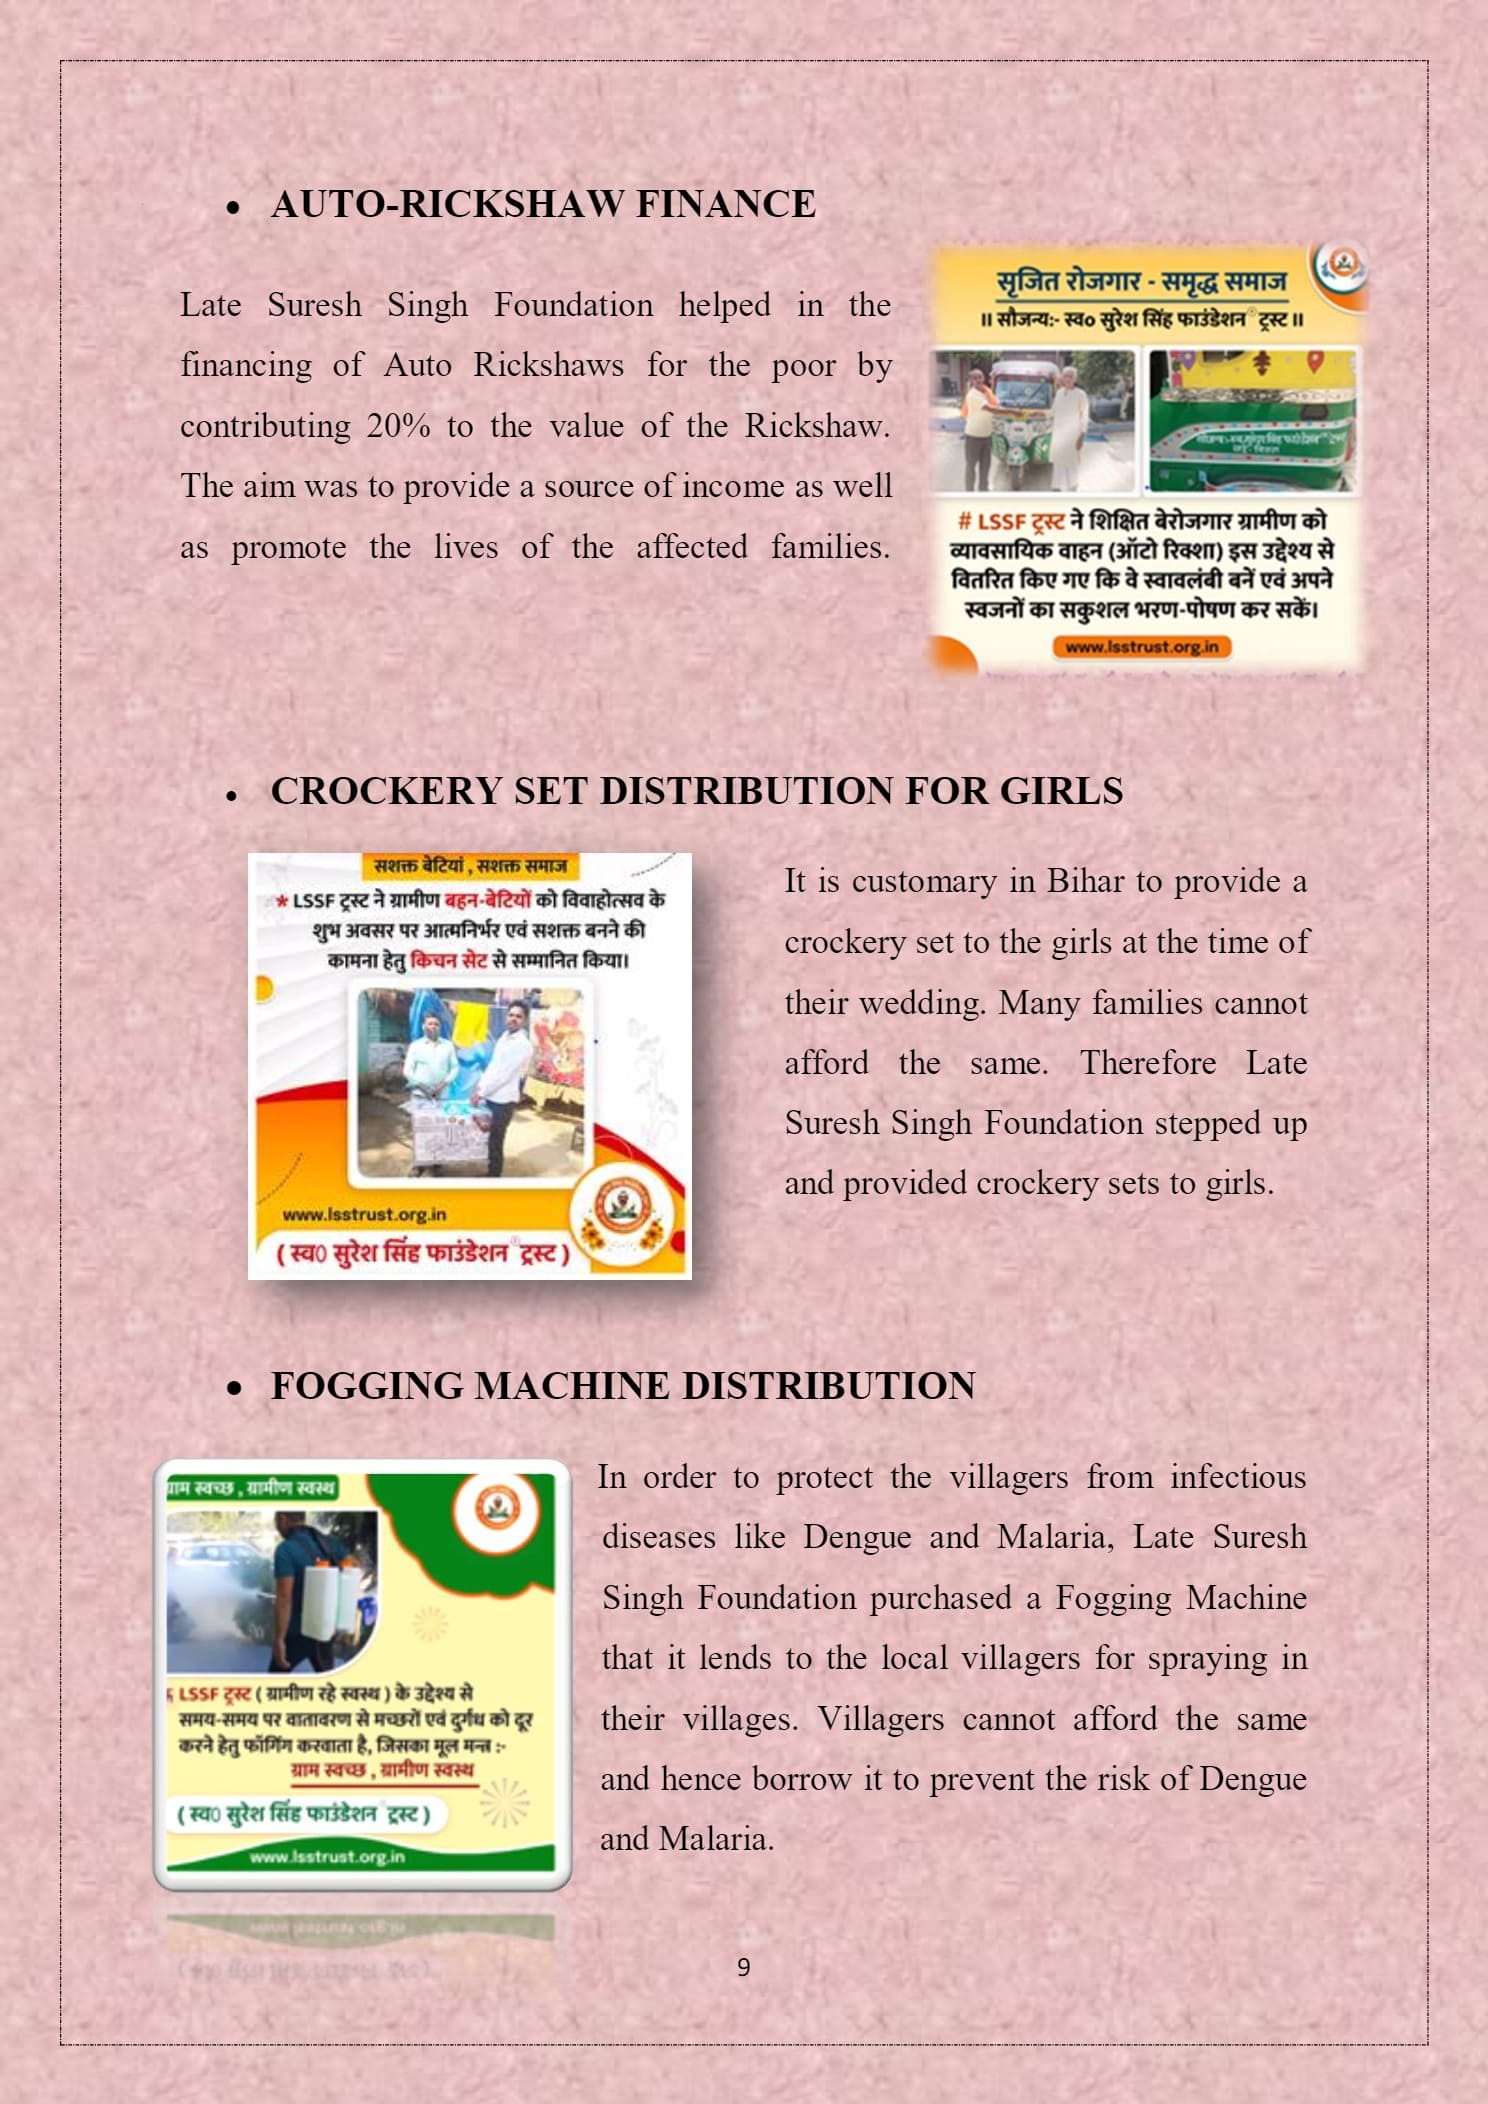 AUTO-RICKSHAW FINANCE
Late Suresh Singh Foundation helped in the
financing of Auto Rickshaws for the poor by
contributing 20% to the value of the Rickshaw.
The aim was to provide a source of income as well
as promote the lives of the affected families.
सृजित रोजगार - समृद्ध समाज
॥ सौजन्य:- स्व० सुरेश सिंह फाउंडेशन ट्रस्ट ॥
# LSSF ट्रस्ट ने शिक्षित बेरोजगार ग्रामीण को
व्यावसायिक वाहन (ऑटो रिक्शा) इस उद्देश्य से
वितरित किए गए कि वे स्वावलंबी बनें एवं अपने
स्वजनों का सकुशल भरण-पोषण कर सकें।
www.lsstrust.org.in
CROCKERY SET DISTRIBUTION FOR GIRLS
सशक्त बेटियां , सशक्त समाज
* LSSF ट्रस्ट ने ग्रामीण बहन-बेटियों को विवाहोत्सव के
शुभ अवसर पर आत्मनिर्भर एवं सशक्त बनने की
कामना हेतु किचन सेट से सम्मानित किया।
www.lsstrust.org.in
( स्व0 सुरेश सिंह फाउंडेशन ट्रस्ट )
It is customary in Bihar to provide a
crockery set to the girls at the time of
their wedding. Many families cannot
afford the same. Therefore Late
Suresh Singh Foundation stepped up
and provided crockery sets to girls.
FOGGING MACHINE DISTRIBUTION
ग्राम स्वच्छ , ग्रामीण स्वस्थ
LSSF ट्रस्ट ( ग्रामीण रहे स्वस्थ ) के उद्देश्य से
समय-समय पर वातावरण से मच्छरों एवं दुर्गंध को दूर
करने हेतु फॉगिंग करवाता है, जिसका मूल मन्त्र :-
ग्राम स्वच्छ , ग्रामीण स्वस्थ
( स्व0 सुरेश सिंह फाउंडेशन ट्रस्ट )
www.lsstrust.org.in
In order to protect the villagers from infectious
diseases like Dengue and Malaria, Late Suresh
Singh Foundation purchased a Fogging Machine
that it lends to the local villagers for spraying in
their villages. Villagers cannot afford the same
and hence borrow it to prevent the risk of Dengue
and Malaria.
9